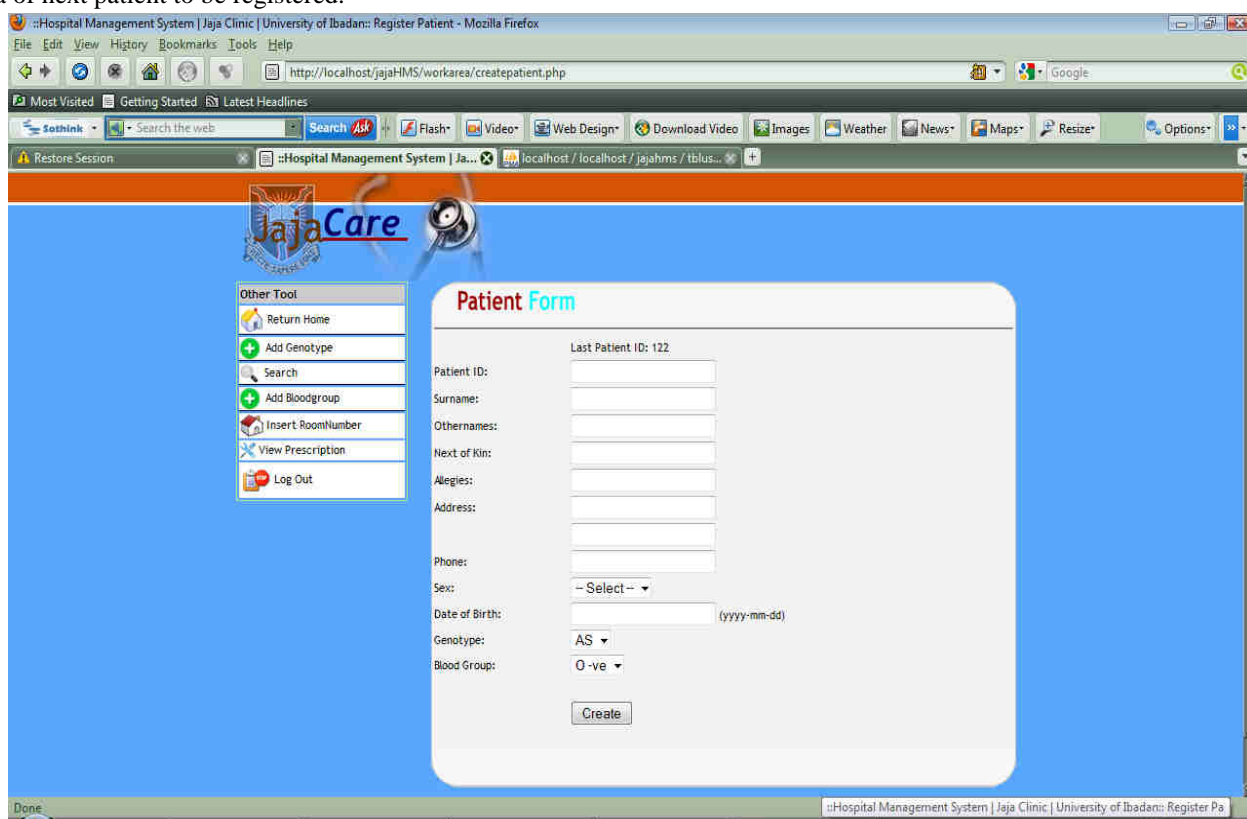 d of next patient to be registered.
::Hospital Management System | Jaja Clinic | University of Ibadan:: Register Patient - Mozilla Firefox
File Edit View History Bookmarks Tools Help
http://localhost/jajaHMS/workarea/createpatient.php Google
Most Visited Getting Started Latest Headlines
Sothink Search the web Search Ask Flash Video Web Design Download Video Images Weather News Maps Resize Options
Restore Session ::Hospital Management System | Ja... localhost / localhost / jajahms / tblus...
JajaCare
Other Tool
Return Home
Add Genotype
Search
Add Bloodgroup
Insert RoomNumber
View Prescription
Log Out
Patient Form
Last Patient ID: 122
Patient ID:
Surname:
Othernames:
Next of Kin:
Allegies:
Address:
Phone:
Sex: -- Select --
Date of Birth: (yyyy-mm-dd)
Genotype: AS
Blood Group: O -ve
Create
Done ::Hospital Management System | Jaja Clinic | University of Ibadan:: Register Pa